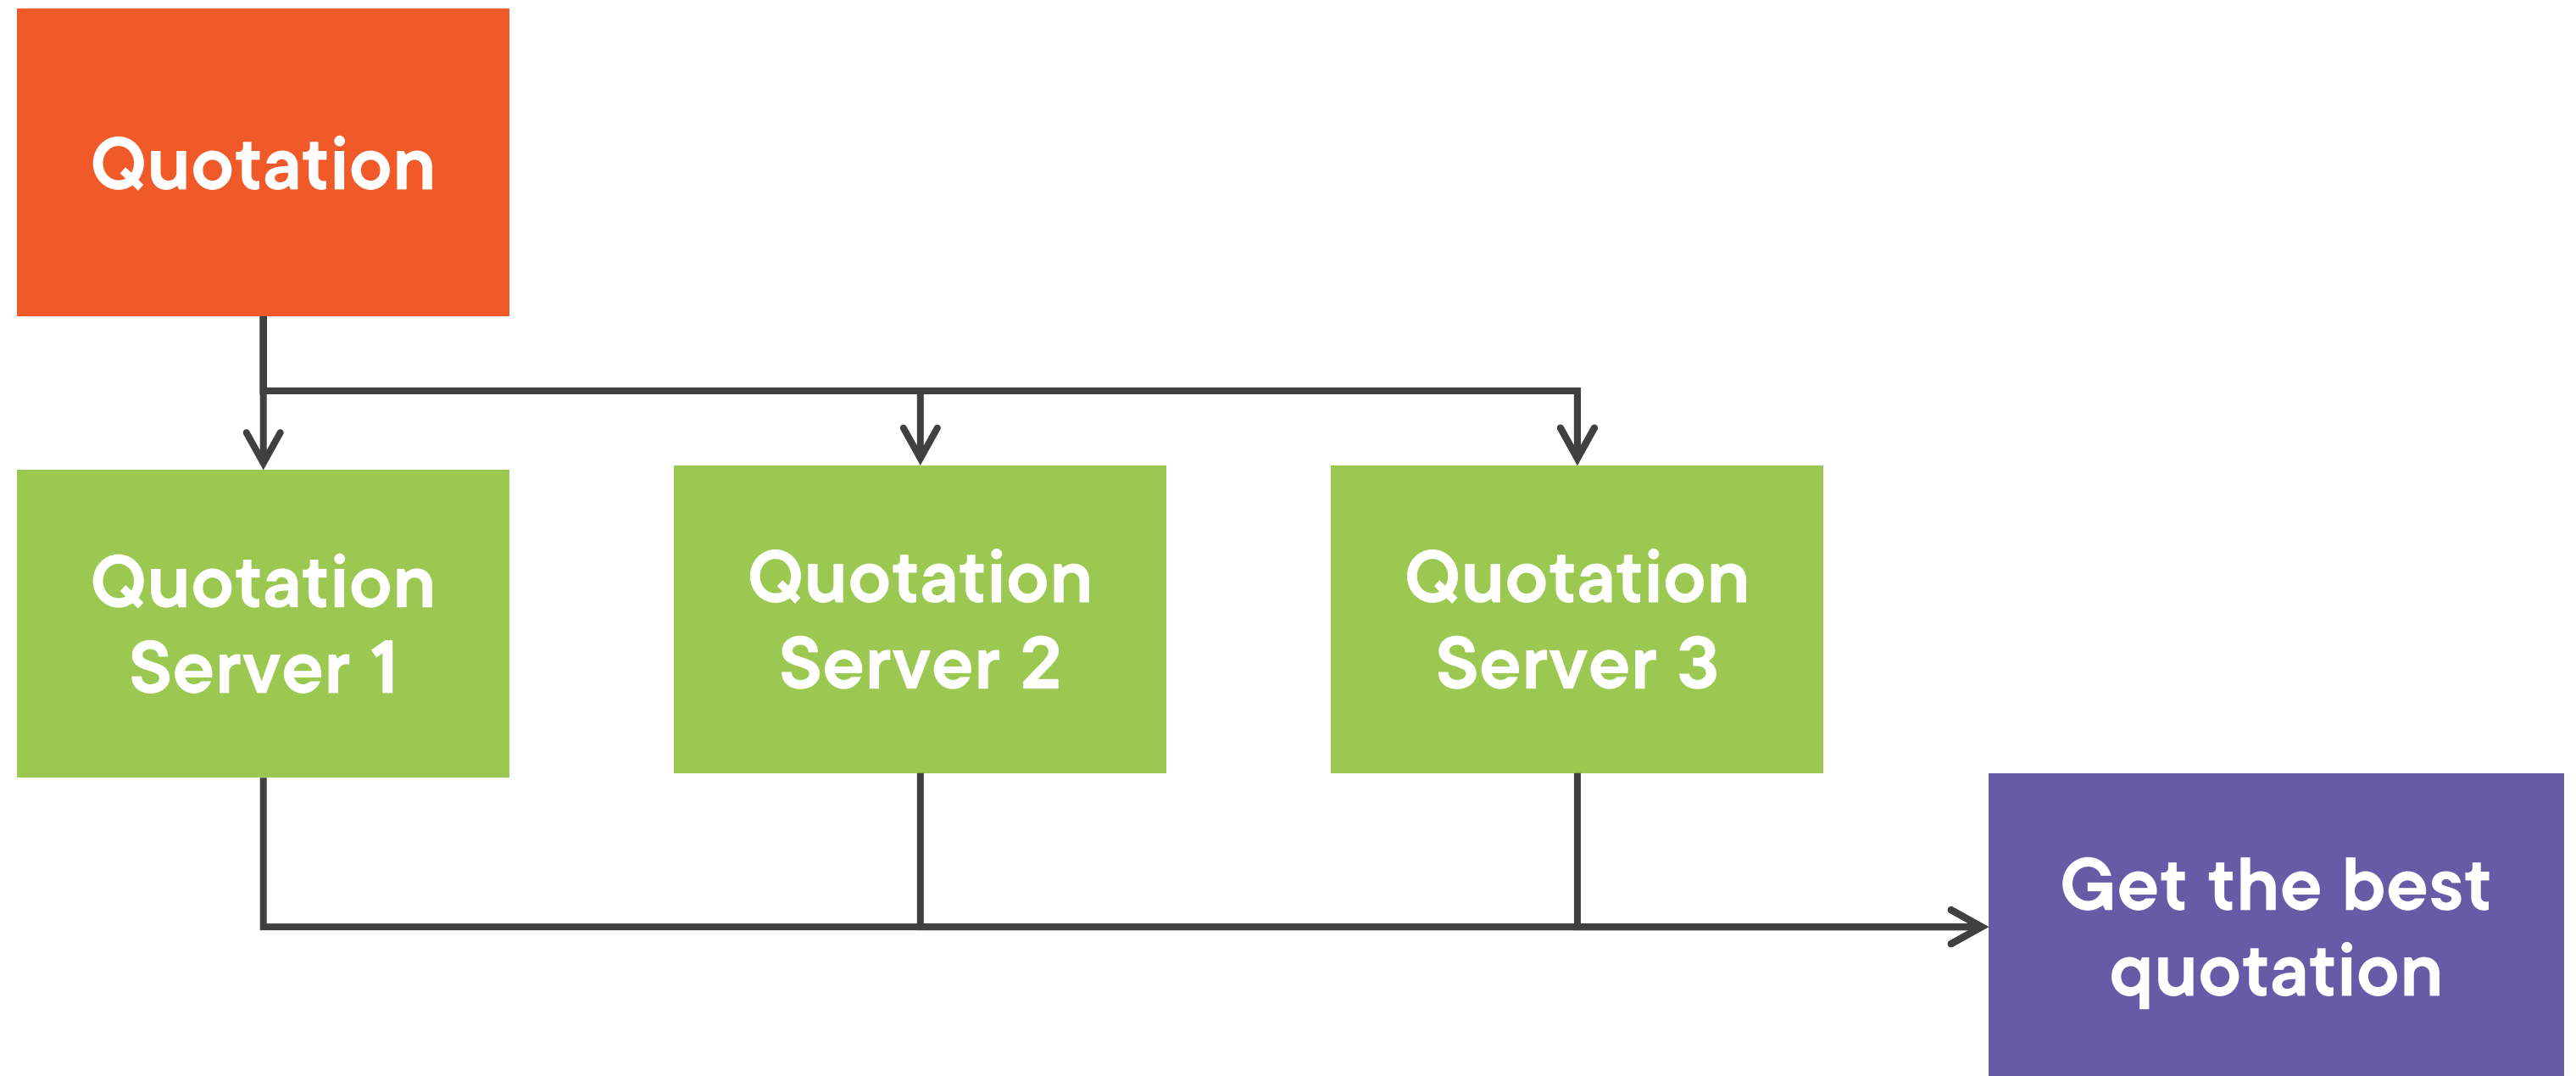 Quotation
Quotation
Server 1
Quotation
Server 2
Quotation
Server 3
Get the best
quotation